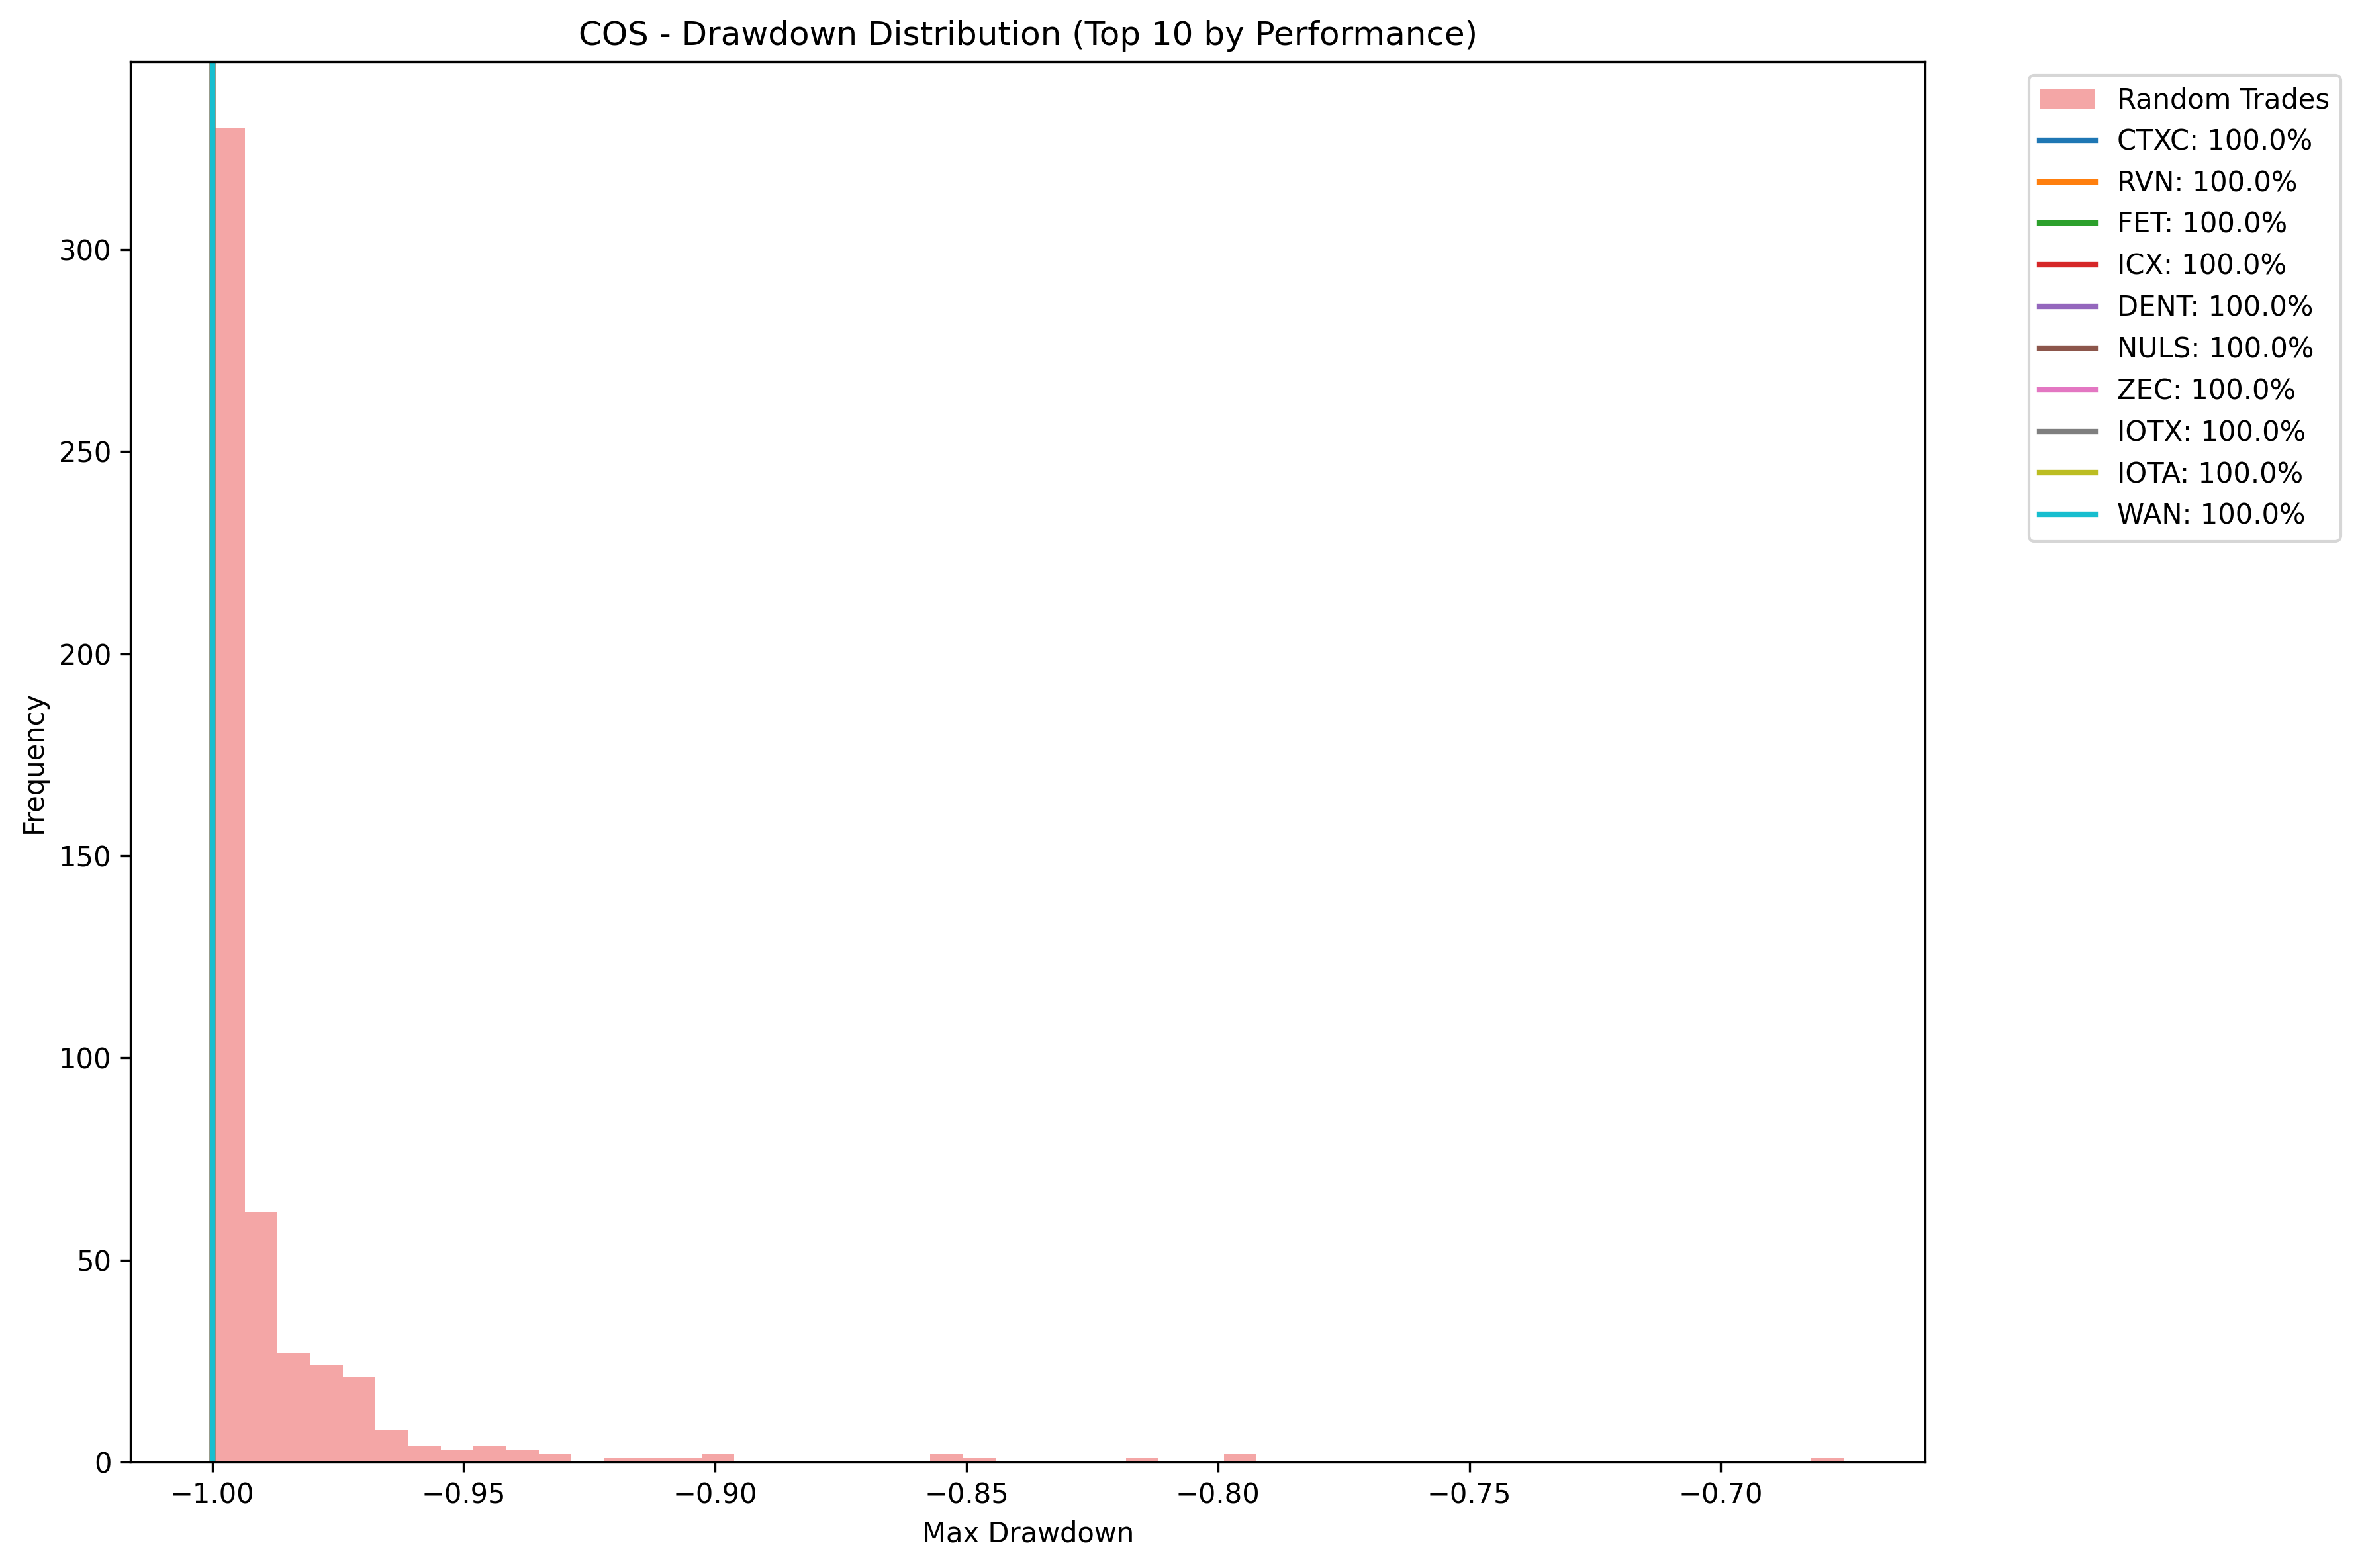 COS - Drawdown Distribution (Top 10 by Performance)
Random Trades
CTXC: 100.0%
RVN: 100.0%
FET: 100.0%
ICX: 100.0%
DENT: 100.0%
NULS: 100.0%
ZEC: 100.0%
IOTX: 100.0%
IOTA: 100.0%
WAN: 100.0%
Frequency
300
250
200
150
100
50
0
−1.00
−0.95
−0.90
−0.85
−0.80
−0.75
−0.70
Max Drawdown